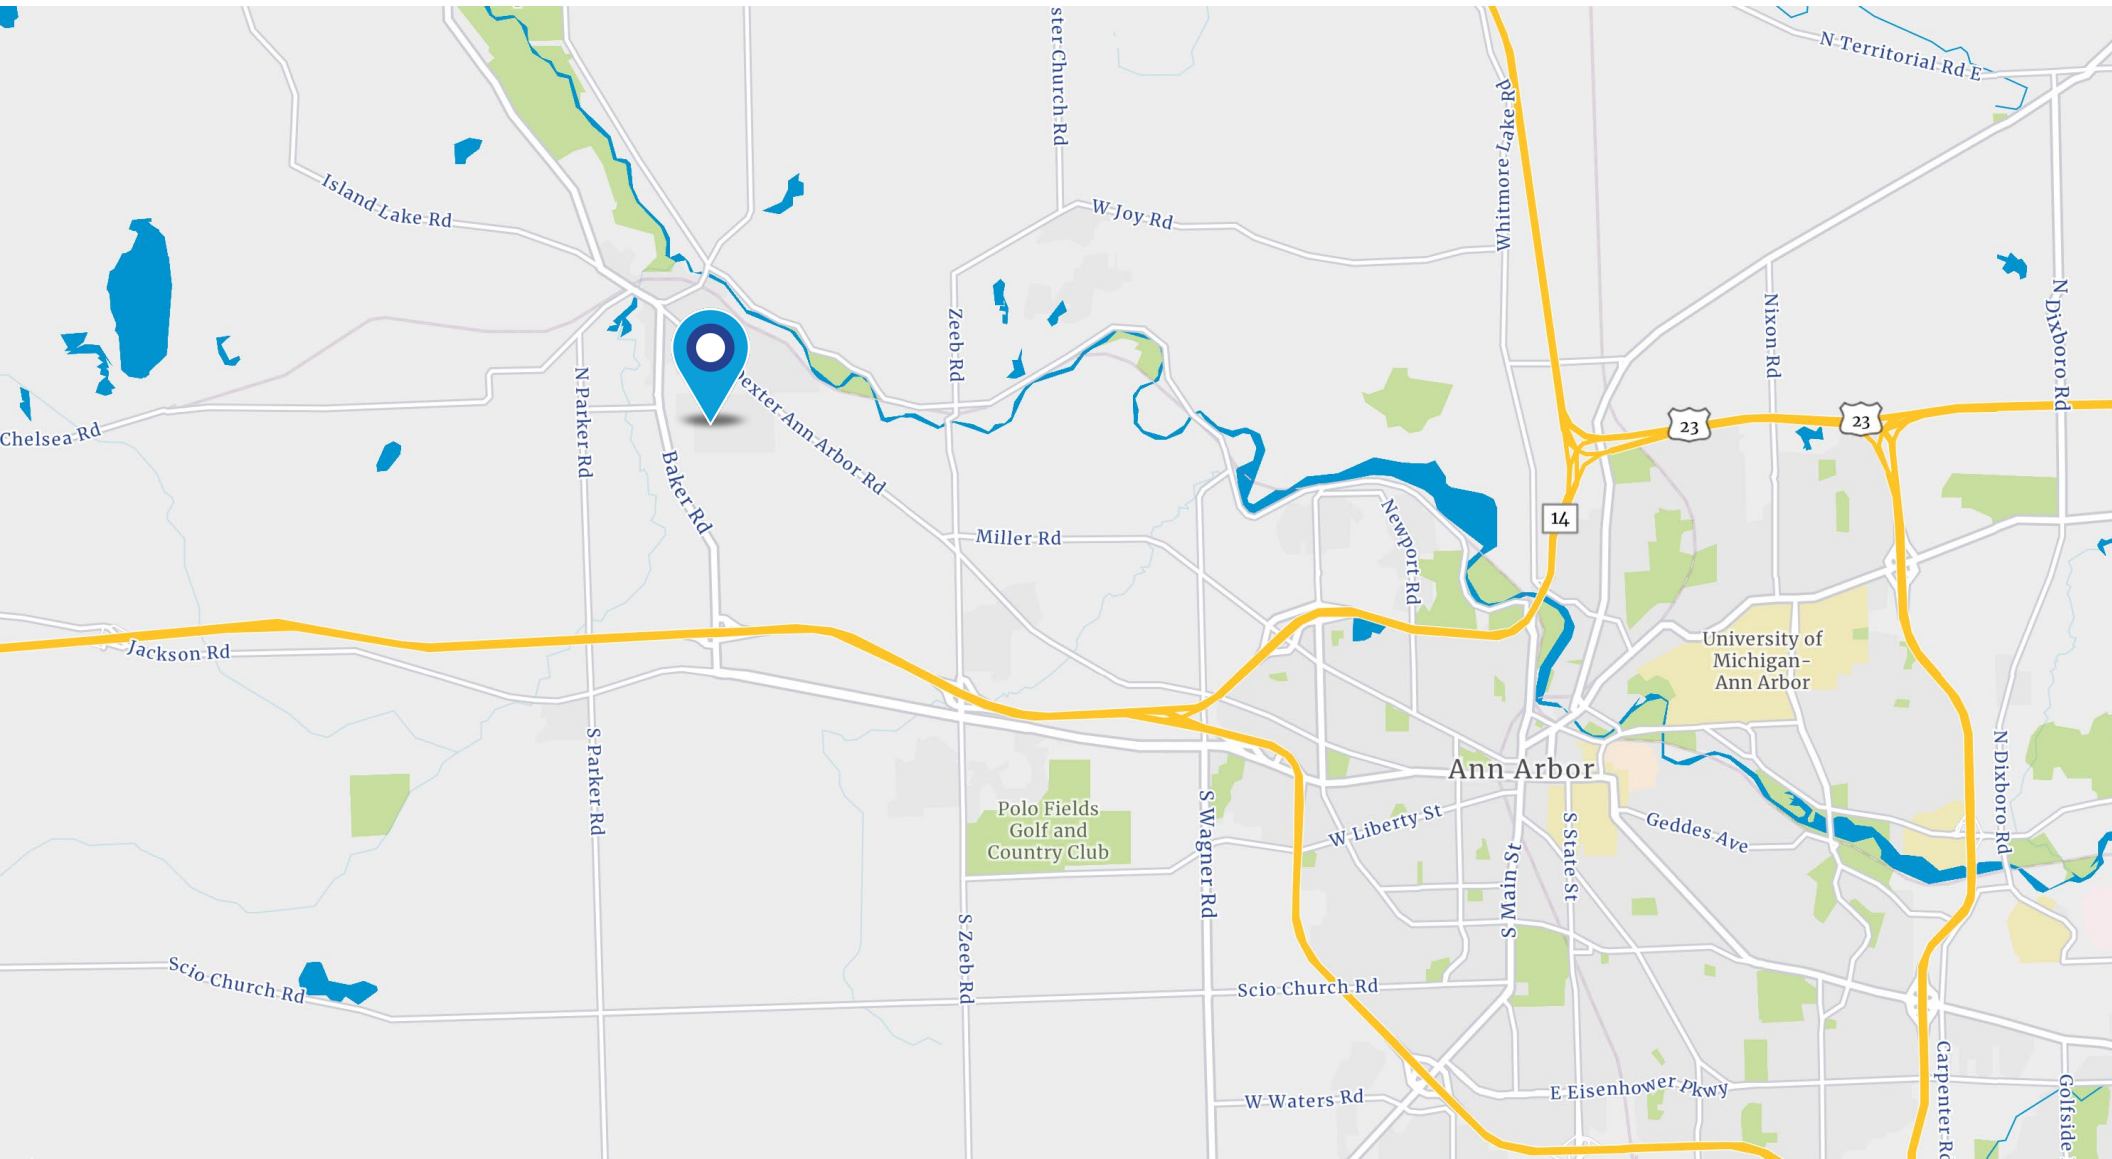 ster Church Rd
N Territorial Rd E
Whitmore Lake Rd
Island Lake Rd
W Joy Rd
Zeeb Rd
Nixon Rd
N Dixboro Rd
N Parker Rd
exter Ann Arbor Rd
Chelsea Rd
23
23
Baker Rd
14
Miller Rd
Newport Rd
Jackson Rd
University of
Michigan-
Ann Arbor
S Parker Rd
N Dixboro Rd
Ann Arbor
Polo Fields
Golf and
Country Club
S Wagner Rd
W Liberty St
S State St
Geddes Ave
S Main St
S Zeeb Rd
Scio Church Rd
Scio Church Rd
Carpenter Rd
E Eisenhower Pkwy
W Waters Rd
Golfside